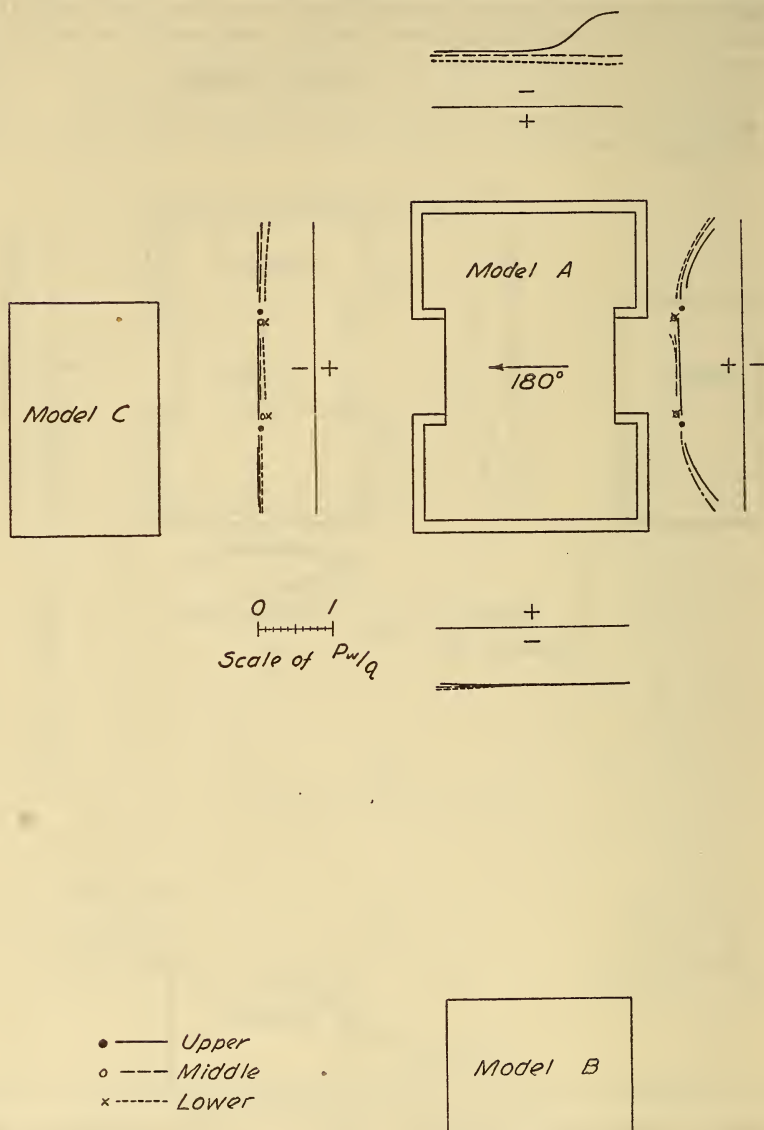 −
+
Model A
180°
Model C
− +
+ −
0 1
Scale of Pw/q
+
−
Upper
Middle
Lower
Model B